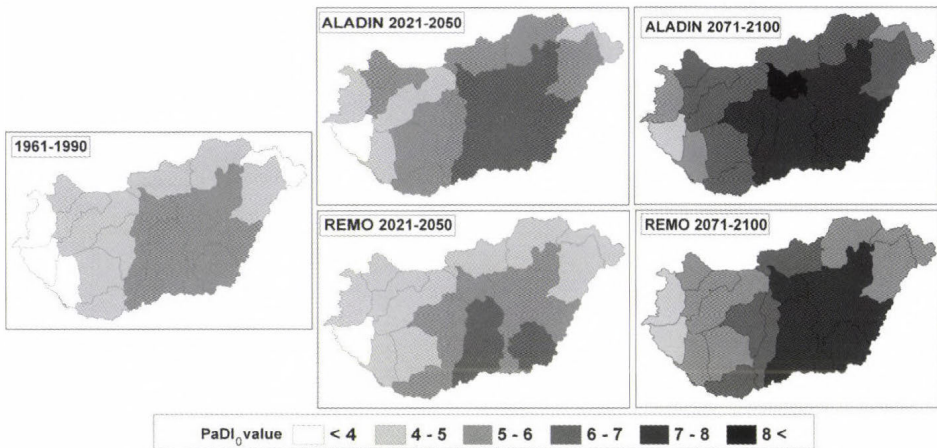 ALADIN 2021-2050
ALADIN 2071-2100
1961-1990
REMO 2021-2050
REMO 2071-2100
PaDI₀ value < 4 4 - 5 5 - 6 6 - 7 7 - 8 8 <